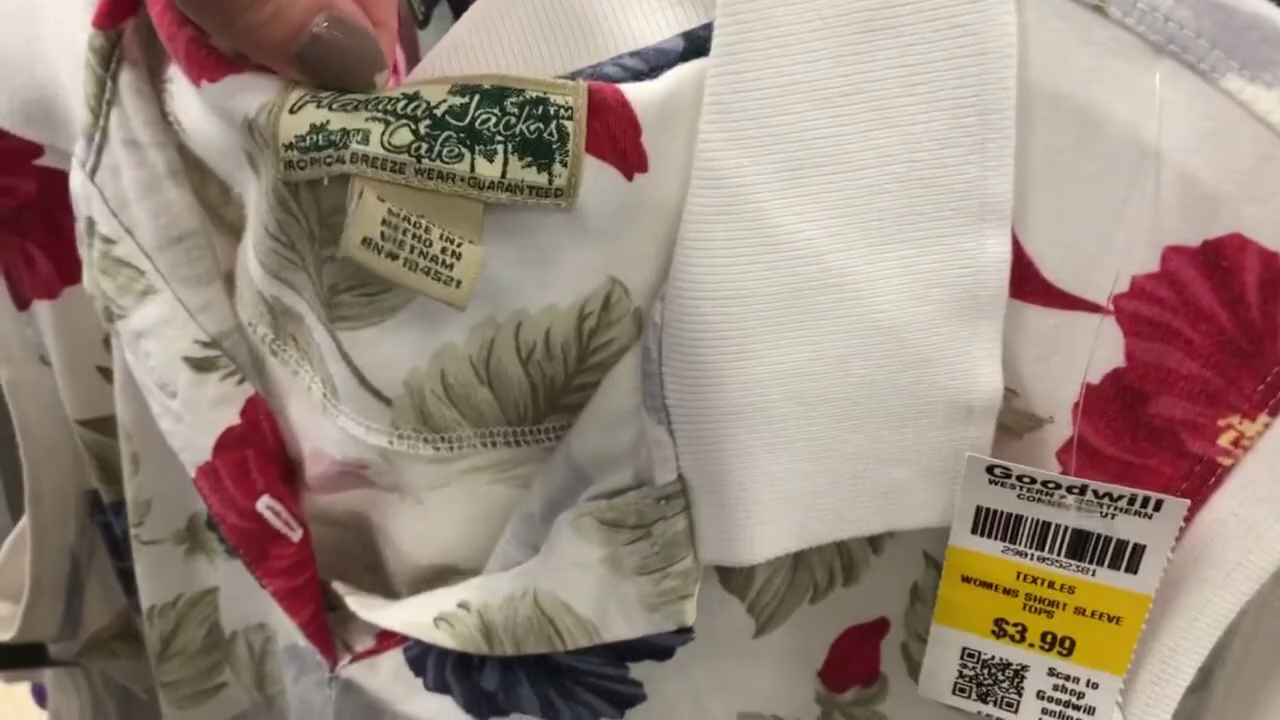 Havana Jack's
Cafe
PETITE
TROPICAL BREEZE WEAR•GUARANTEED
MADE IN/
HECHO EN
VIETNAM
RN# 104521
Goodwill
WESTERN & NORTHERN
CONNECTICUT
29010552381
TEXTILES
WOMENS SHORT SLEEVE
TOPS
$3.99
Scan to
shop
Goodwill
online